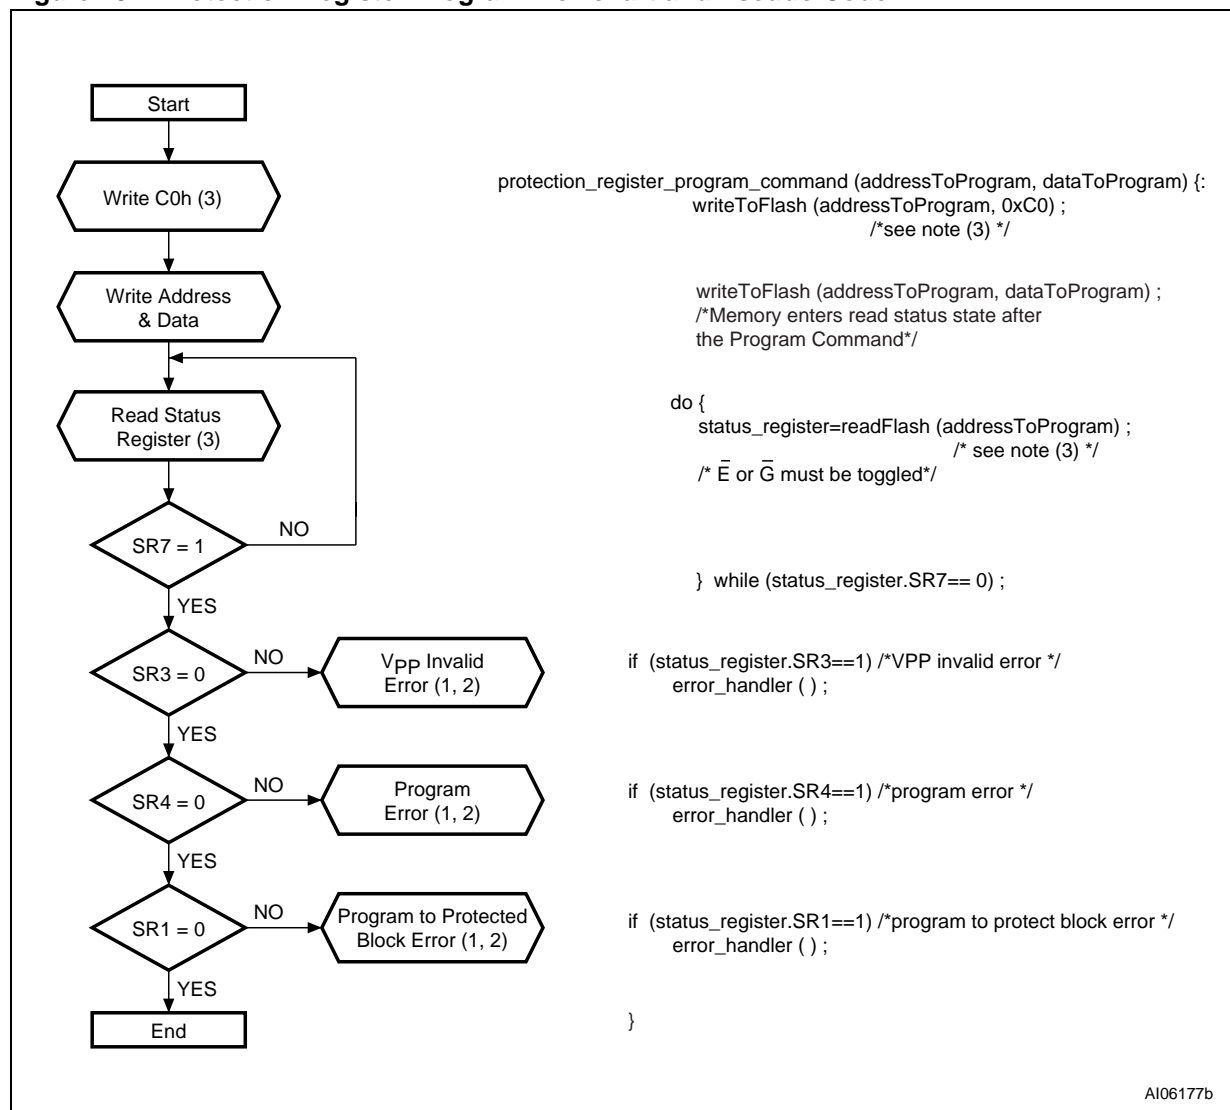 Start
Write C0h (3)
protection_register_program_command (addressToProgram, dataToProgram) {:
writeToFlash (addressToProgram, 0xC0) ;
/*see note (3) */
Write Address
& Data
writeToFlash (addressToProgram, dataToProgram) ;
/*Memory enters read status state after
the Program Command*/
Read Status
Register (3)
do {
status_register=readFlash (addressToProgram) ;
/* see note (3) */
/* E̅ or G̅ must be toggled*/
SR7 = 1
NO
} while (status_register.SR7== 0) ;
YES
SR3 = 0
NO
VPP Invalid
Error (1, 2)
if (status_register.SR3==1) /*VPP invalid error */
error_handler ( ) ;
YES
SR4 = 0
NO
Program
Error (1, 2)
if (status_register.SR4==1) /*program error */
error_handler ( ) ;
YES
SR1 = 0
NO
Program to Protected
Block Error (1, 2)
if (status_register.SR1==1) /*program to protect block error */
error_handler ( ) ;
YES
End
}
AI06177b